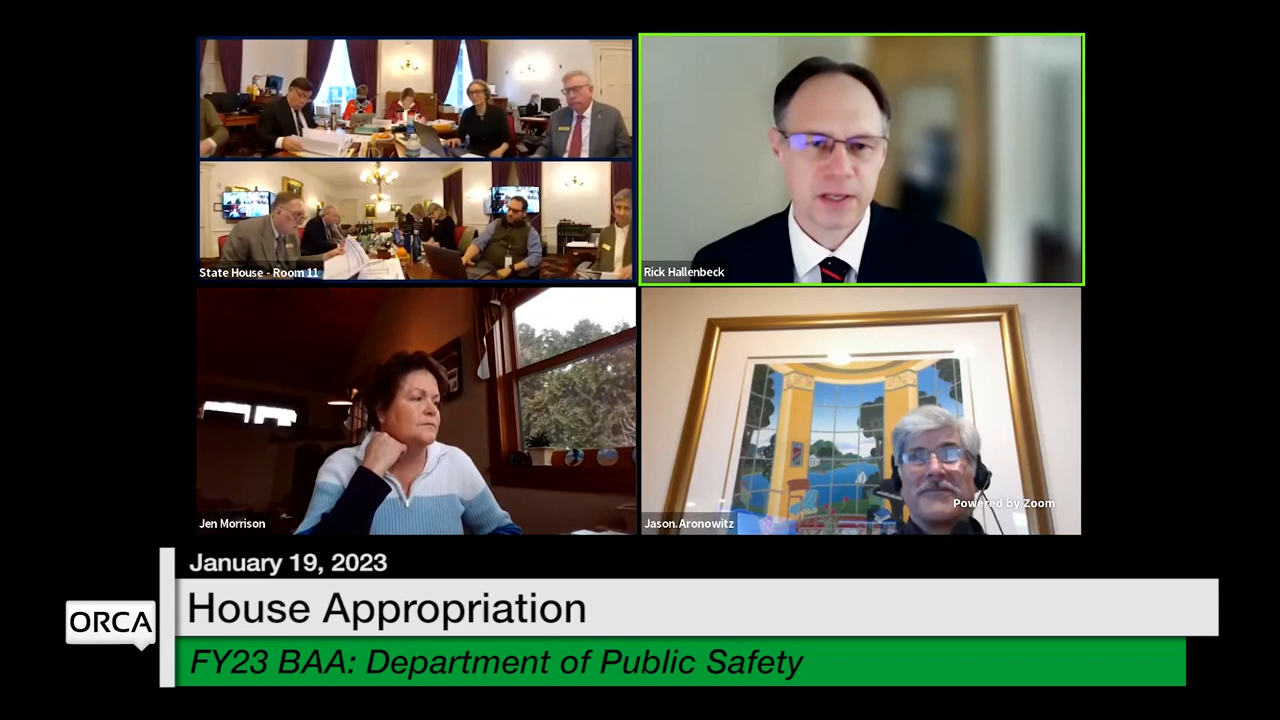 State House - Room 11
Rick Hallenbeck
Jen Morrison
Jason.Aronowitz
Powered by Zoom
January 19, 2023
ORCA
House Appropriation
FY23 BAA: Department of Public Safety